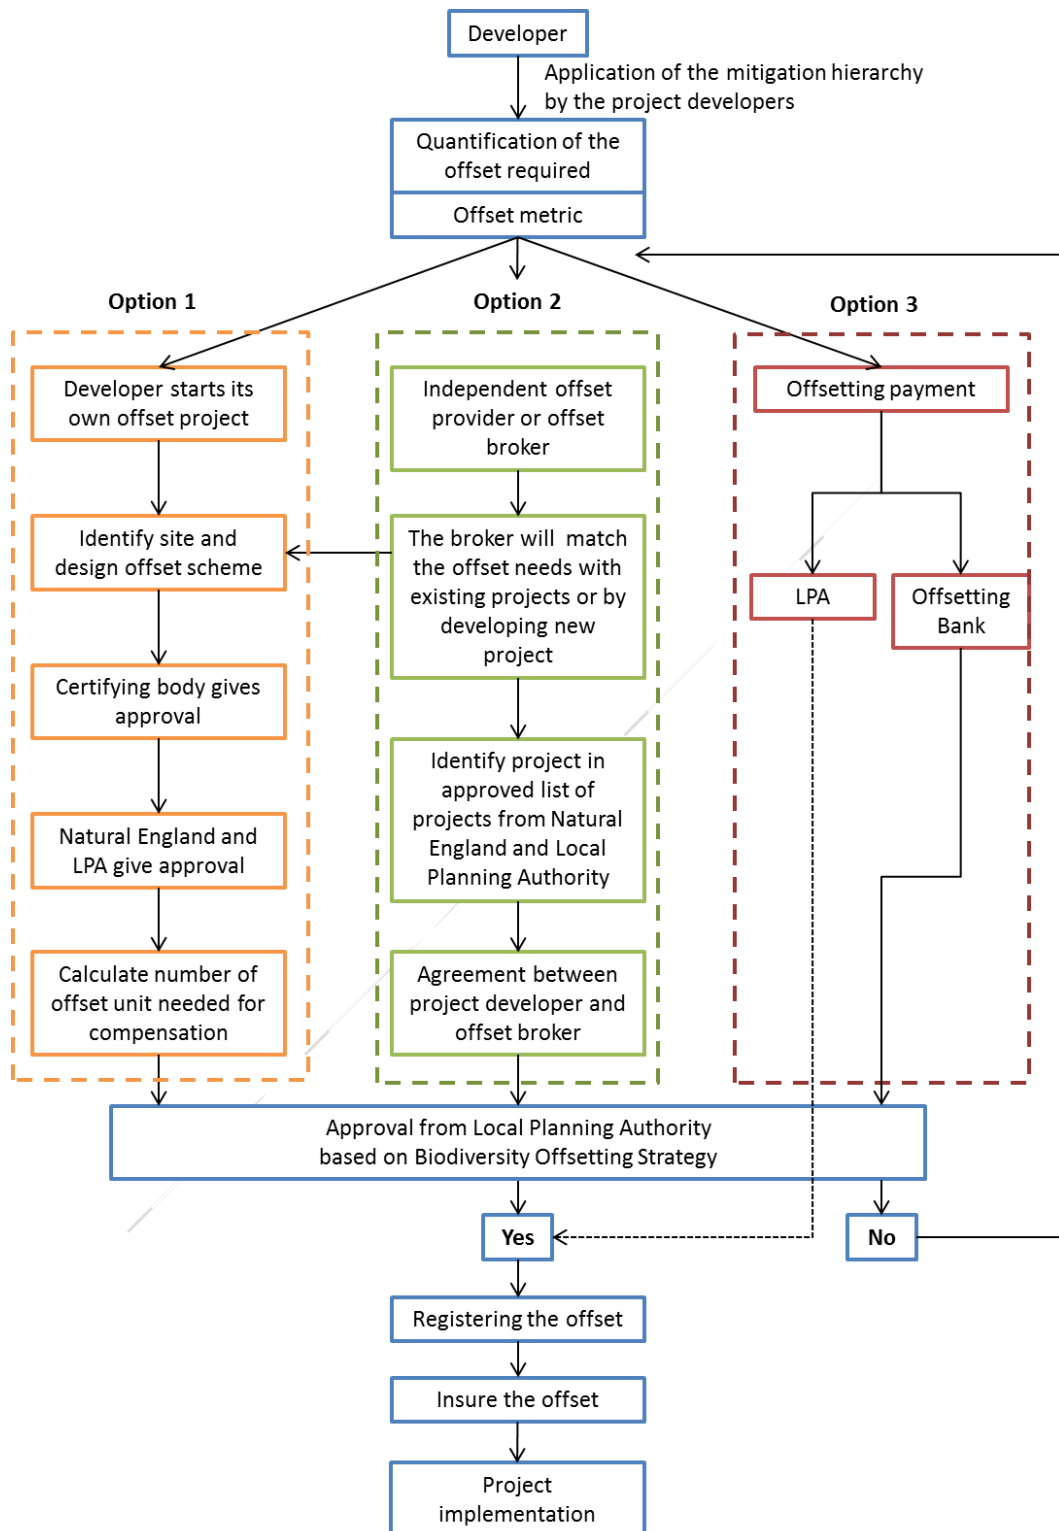 Developer
Application of the mitigation hierarchy
by the project developers
Quantification of the
offset required
Offset metric
Option 1
Option 2
Option 3
Developer starts its
own offset project
Identify site and
design offset scheme
Certifying body gives
approval
Natural England and
LPA give approval
Calculate number of
offset unit needed for
compensation
Independent offset
provider or offset
broker
The broker will match
the offset needs with
existing projects or by
developing new
project
Identify project in
approved list of
projects from Natural
England and Local
Planning Authority
Agreement between
project developer and
offset broker
Offsetting payment
LPA
Offsetting
Bank
Approval from Local Planning Authority
based on Biodiversity Offsetting Strategy
Yes
No
Registering the offset
Insure the offset
Project
implementation